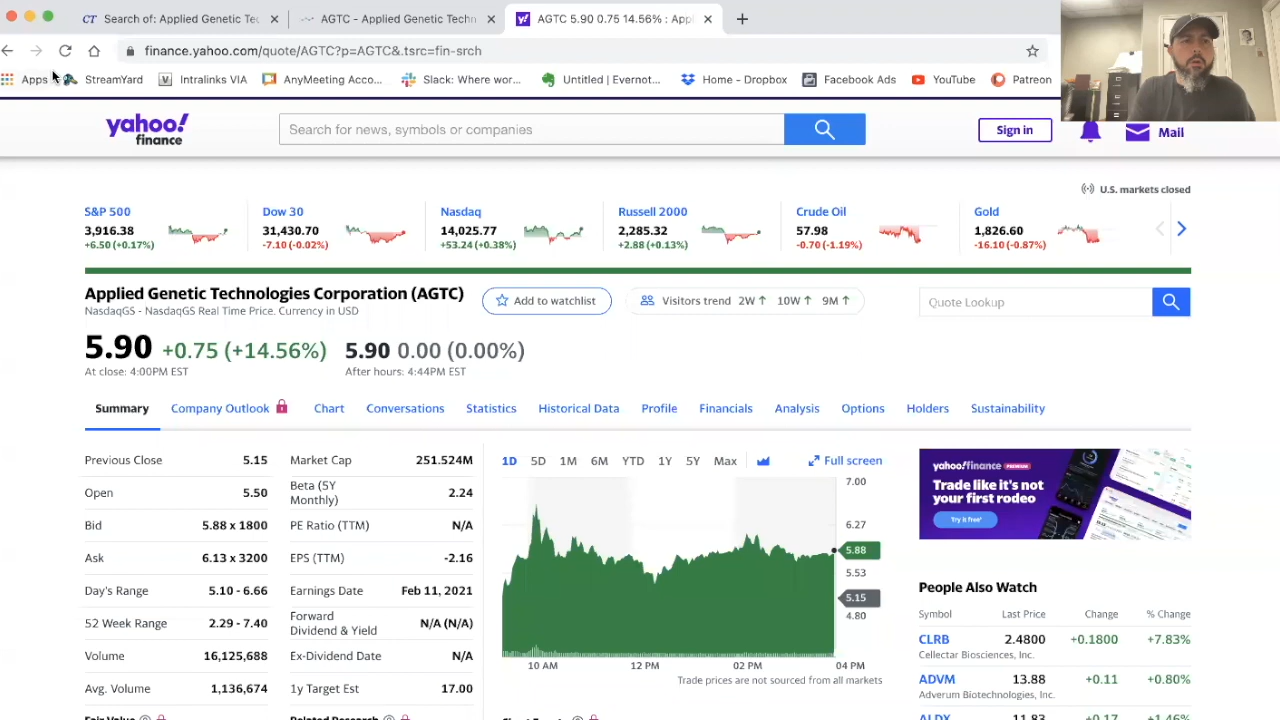 CT Search of: Applied Genetic Tec
AGTC - Applied Genetic Techn
AGTC 5.90 0.75 14.56% : Appl
finance.yahoo.com/quote/AGTC?p=AGTC&.tsrc=fin-srch
Apps
StreamYard
Intralinks VIA
AnyMeeting Acco...
Slack: Where wor...
Untitled | Evernot...
Home - Dropbox
Facebook Ads
YouTube
Patreon
yahoo!
finance
Search for news, symbols or companies
Sign in
Mail
U.S. markets closed
S&P 500
3,916.38
+6.50 (+0.17%)
Dow 30
31,430.70
-7.10 (-0.02%)
Nasdaq
14,025.77
+53.24 (+0.38%)
Russell 2000
2,285.32
+2.88 (+0.13%)
Crude Oil
57.98
-0.70 (-1.19%)
Gold
1,826.60
-16.10 (-0.87%)
Applied Genetic Technologies Corporation (AGTC)
NasdaqGS - NasdaqGS Real Time Price. Currency in USD
Add to watchlist
Visitors trend 2W↑ 10W↑ 9M↑
Quote Lookup
5.90 +0.75 (+14.56%)
At close: 4:00PM EST
5.90 0.00 (0.00%)
After hours: 4:44PM EST
Summary
Company Outlook
Chart
Conversations
Statistics
Historical Data
Profile
Financials
Analysis
Options
Holders
Sustainability
Previous Close 5.15
Open 5.50
Bid 5.88 x 1800
Ask 6.13 x 3200
Day's Range 5.10 - 6.66
52 Week Range 2.29 - 7.40
Volume 16,125,688
Avg. Volume 1,136,674
Market Cap 251.524M
Beta (5Y
Monthly) 2.24
PE Ratio (TTM) N/A
EPS (TTM) -2.16
Earnings Date Feb 11, 2021
Forward
Dividend & Yield N/A (N/A)
Ex-Dividend Date N/A
1y Target Est 17.00
1D 5D 1M 6M YTD 1Y 5Y Max
Full screen
7.00
6.27
5.88
5.53
5.15
4.80
10 AM
12 PM
02 PM
04 PM
Trade prices are not sourced from all markets
yahoo!finance PREMIUM
Trade like it's not
your first rodeo
Try it free*
People Also Watch
Symbol Last Price Change % Change
CLRB 2.4800 +0.1800 +7.83%
Cellectar Biosciences, Inc.
ADVM 13.88 +0.11 +0.80%
Adverum Biotechnologies, Inc.
ALDX 11.83 +0.17 +1.46%